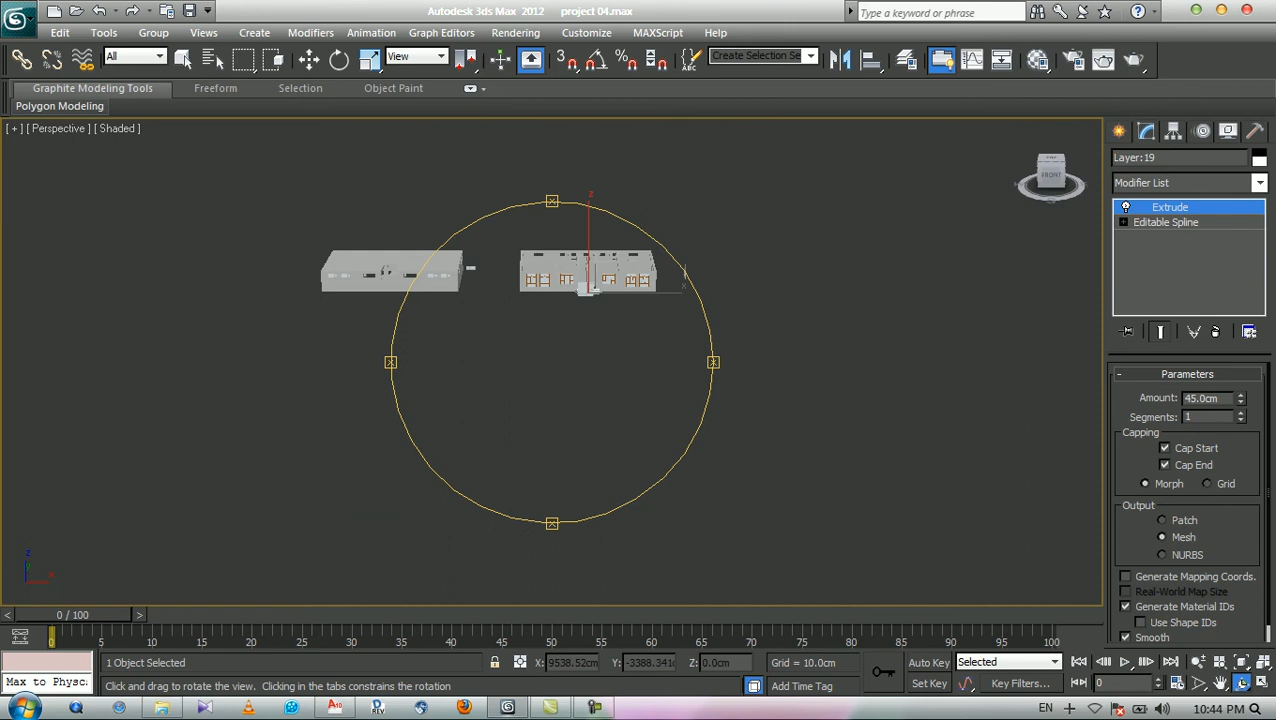 Autodesk 3ds Max 2012 project 04.max
Type a keyword or phrase
Edit Tools Group Views Create Modifiers Animation Graph Editors Rendering Customize MAXScript Help
All View Create Selection Se
Graphite Modeling Tools Freeform Selection Object Paint
Polygon Modeling
[ + ] [ Perspective ] [ Shaded ]
FRONT
Layer:19
Modifier List
Extrude
Editable Spline
Parameters
Amount: 45.0cm
Segments: 1
Capping
Cap Start
Cap End
Morph Grid
Output
Patch
Mesh
NURBS
Generate Mapping Coords.
Real-World Map Size
Generate Material IDs
Use Shape IDs
Smooth
z
x
z
0 / 100
0 5 10 15 20 25 30 35 40 45 50 55 60 65 70 75 80 85 90 95 100
1 Object Selected X: 9538.52cm Y: -3388.341c Z: 0.0cm Grid = 10.0cm Auto Key Selected
Max to Physca Click and drag to rotate the view. Clicking in the tabs constrains the rotation Add Time Tag Set Key Key Filters... 0
EN 10:44 PM